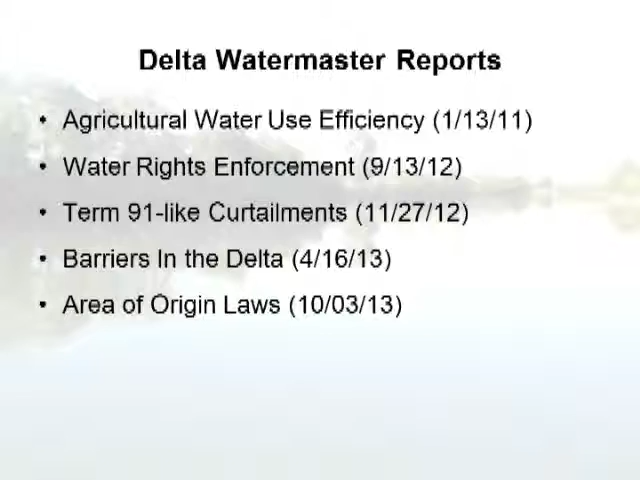 Delta Watermaster Reports
• Agricultural Water Use Efficiency (1/13/11)
• Water Rights Enforcement (9/13/12)
• Term 91-like Curtailments (11/27/12)
• Barriers In the Delta (4/16/13)
• Area of Origin Laws (10/03/13)